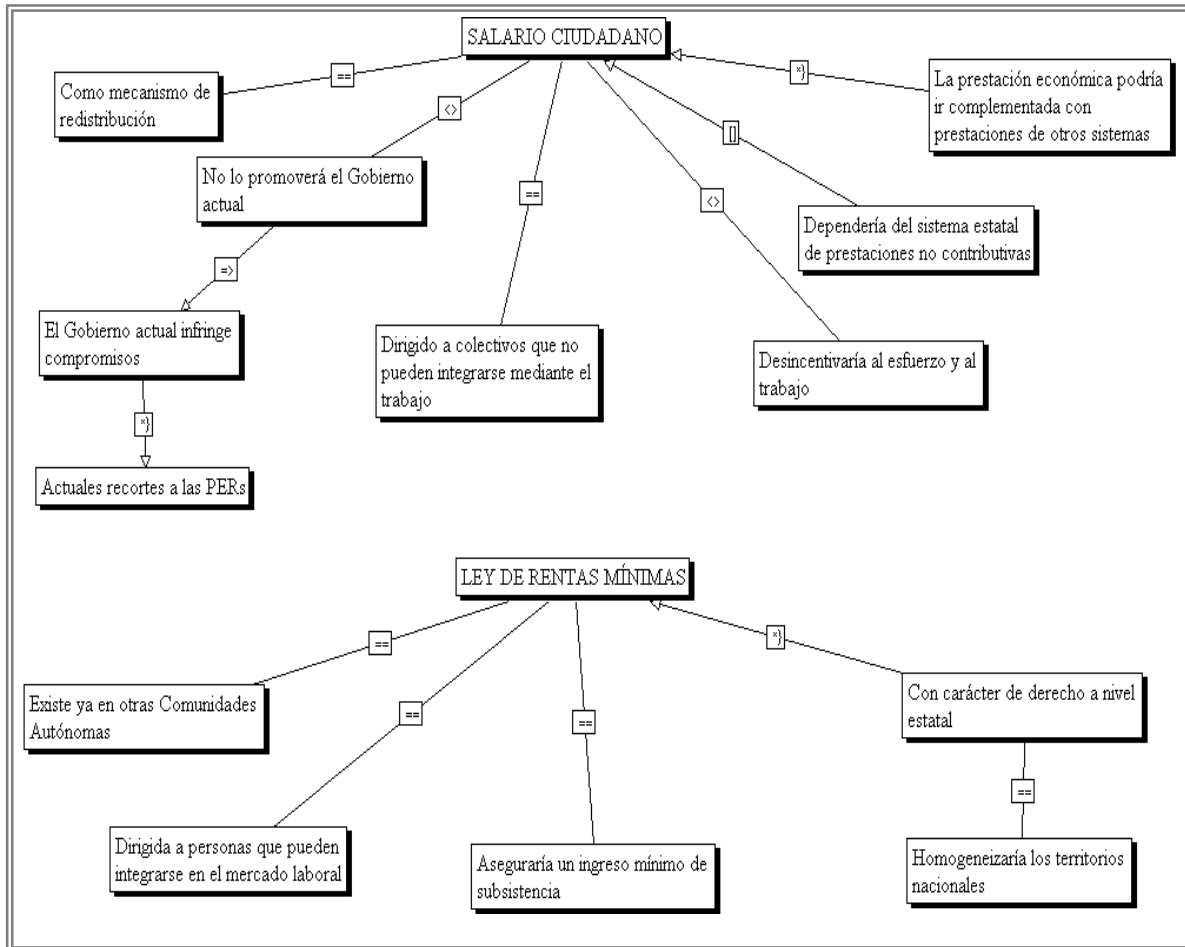 SALARIO CIUDADANO
==
*}
Como mecanismo de
redistribución
<>
La prestación económica podría
ir complementada con
prestaciones de otros sistemas
[]
No lo promoverá el Gobierno
actual
==
<>
Dependería del sistema estatal
de prestaciones no contributivas
=>
El Gobierno actual infringe
compromisos
Dirigido a colectivos que no
pueden integrarse mediante el
trabajo
Desincentivaría al esfuerzo y al
trabajo
*}
Actuales recortes a las PERs
LEY DE RENTAS MÍNIMAS
==
*}
Existe ya en otras Comunidades
Autónomas
==
==
Con carácter de derecho a nivel
estatal
==
Dirigida a personas que pueden
integrarse en el mercado laboral
Aseguraría un ingreso mínimo de
subsistencia
Homogeneizaría los territorios
nacionales